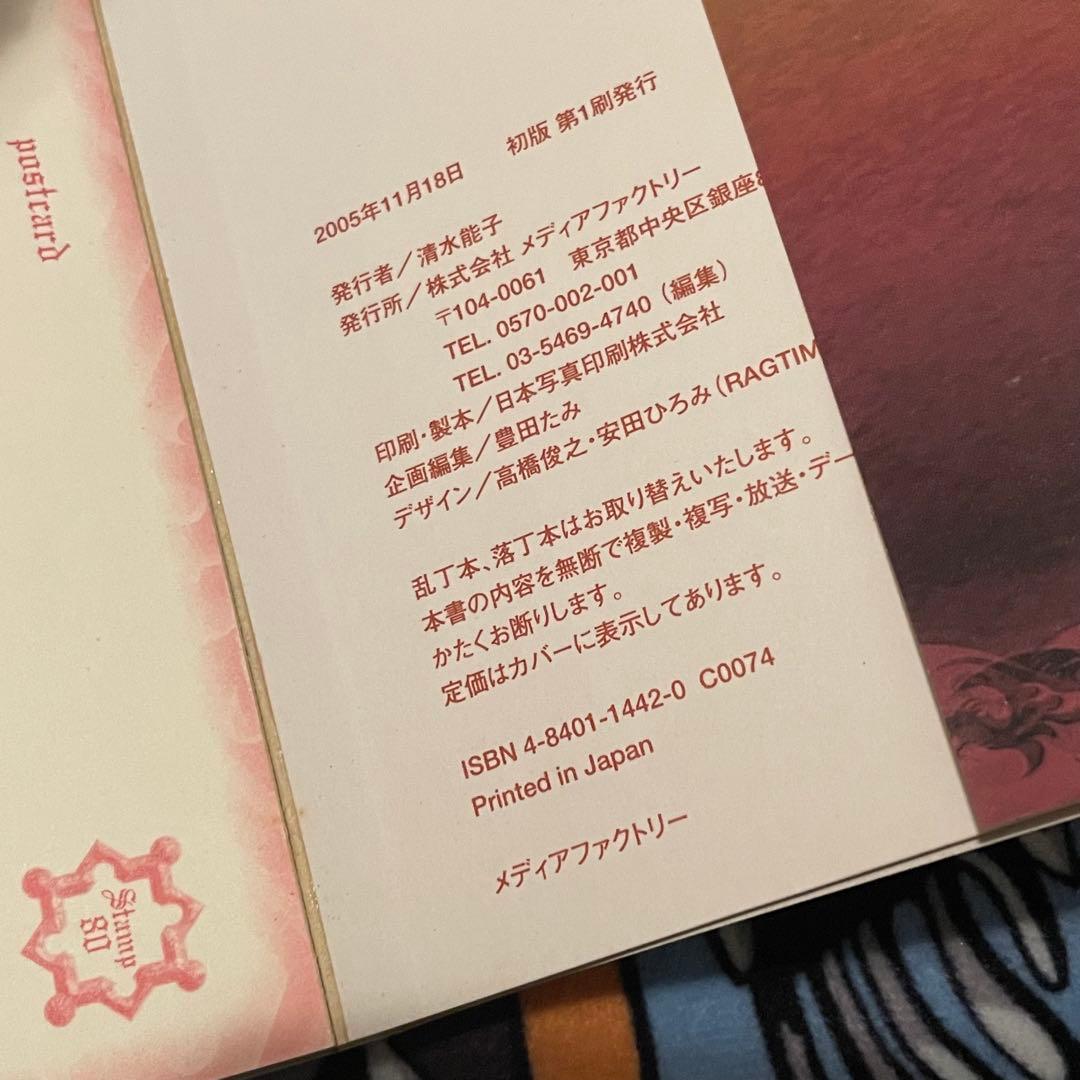 postcard
2005年11月18日　初版 第1刷発行
発行者／清水能子
発行所／株式会社 メディアファクトリー
〒104-0061　東京都中央区銀座8
TEL. 0570-002-001
TEL. 03-5469-4740（編集）
印刷・製本／日本写真印刷株式会社
企画編集／豊田たみ
デザイン／高橋俊之・安田ひろみ（RAGTIM
乱丁本、落丁本はお取り替えいたします。
本書の内容を無断で複製・複写・放送・デー
かたくお断りします。
定価はカバーに表示してあります。
ISBN 4-8401-1442-0 C0074
Printed in Japan
メディアファクトリー
Stamp
80